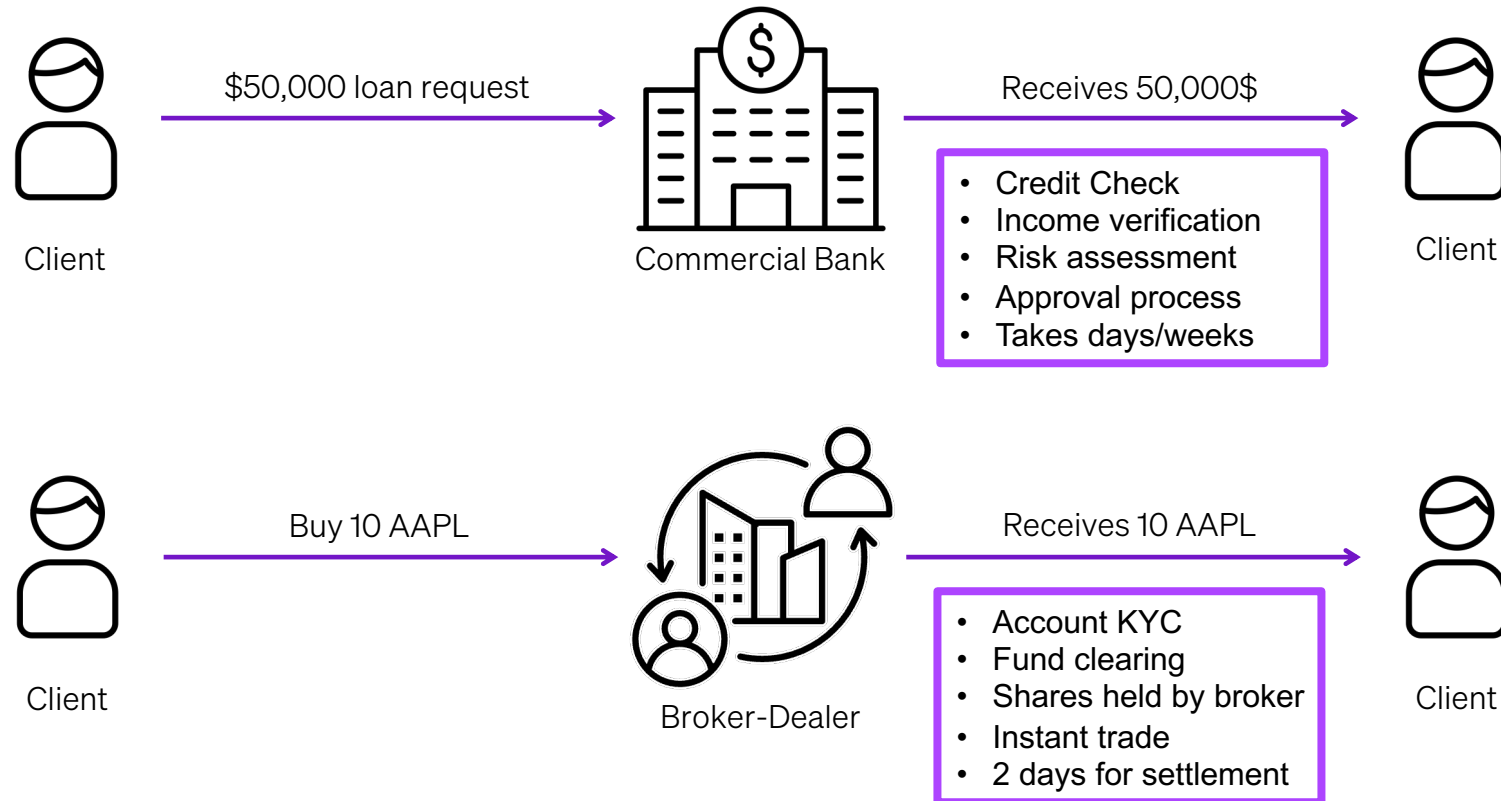 $50,000 loan request
Receives 50,000$
$
• Credit Check
• Income verification
• Risk assessment
• Approval process
• Takes days/weeks
Client
Commercial Bank
Client
Buy 10 AAPL
Receives 10 AAPL
• Account KYC
• Fund clearing
• Shares held by broker
• Instant trade
• 2 days for settlement
Client
Broker-Dealer
Client